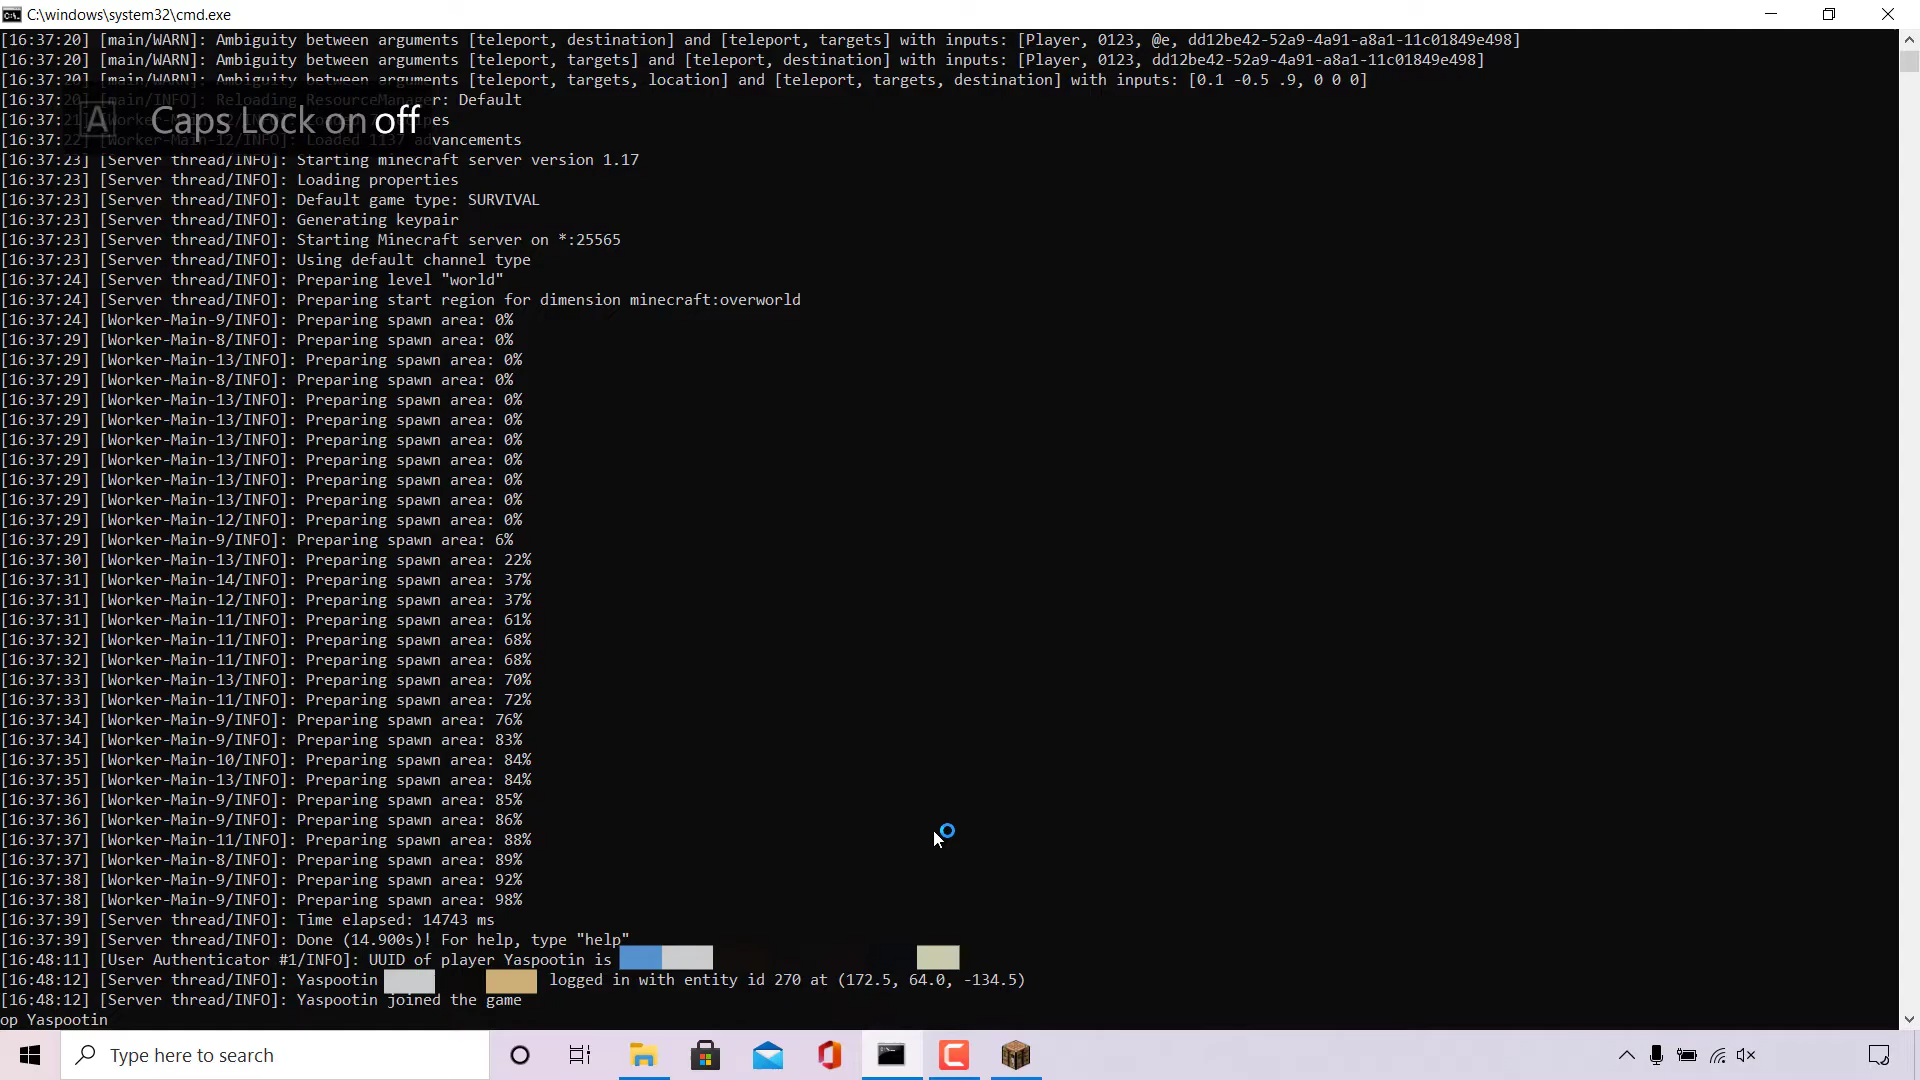 C:\windows\system32\cmd.exe
[16:37:20] [main/WARN]: Ambiguity between arguments [teleport, destination] and [teleport, targets] with inputs: [Player, 0123, @e, dd12be42-52a9-4a91-a8a1-11c01849e498]
[16:37:20] [main/WARN]: Ambiguity between arguments [teleport, targets] and [teleport, destination] with inputs: [Player, 0123, dd12be42-52a9-4a91-a8a1-11c01849e498]
[16:37:20] [main/WARN]: Ambiguity between arguments [teleport, targets, location] and [teleport, targets, destination] with inputs: [0.1 -0.5 .9, 0 0 0]
[16:37:20] [main/INFO]: Reloading ResourceManager: Default
A Caps Lock on off
[16:37:22] [Worker-Main-12/INFO]: Loaded 1137 advancements
[16:37:23] [Server thread/INFO]: Starting minecraft server version 1.17
[16:37:23] [Server thread/INFO]: Loading properties
[16:37:23] [Server thread/INFO]: Default game type: SURVIVAL
[16:37:23] [Server thread/INFO]: Generating keypair
[16:37:23] [Server thread/INFO]: Starting Minecraft server on *:25565
[16:37:23] [Server thread/INFO]: Using default channel type
[16:37:24] [Server thread/INFO]: Preparing level "world"
[16:37:24] [Server thread/INFO]: Preparing start region for dimension minecraft:overworld
[16:37:24] [Worker-Main-9/INFO]: Preparing spawn area: 0%
[16:37:29] [Worker-Main-8/INFO]: Preparing spawn area: 0%
[16:37:29] [Worker-Main-13/INFO]: Preparing spawn area: 0%
[16:37:29] [Worker-Main-8/INFO]: Preparing spawn area: 0%
[16:37:29] [Worker-Main-13/INFO]: Preparing spawn area: 0%
[16:37:29] [Worker-Main-13/INFO]: Preparing spawn area: 0%
[16:37:29] [Worker-Main-13/INFO]: Preparing spawn area: 0%
[16:37:29] [Worker-Main-13/INFO]: Preparing spawn area: 0%
[16:37:29] [Worker-Main-13/INFO]: Preparing spawn area: 0%
[16:37:29] [Worker-Main-13/INFO]: Preparing spawn area: 0%
[16:37:29] [Worker-Main-12/INFO]: Preparing spawn area: 0%
[16:37:29] [Worker-Main-9/INFO]: Preparing spawn area: 6%
[16:37:30] [Worker-Main-13/INFO]: Preparing spawn area: 22%
[16:37:31] [Worker-Main-14/INFO]: Preparing spawn area: 37%
[16:37:31] [Worker-Main-12/INFO]: Preparing spawn area: 37%
[16:37:31] [Worker-Main-11/INFO]: Preparing spawn area: 61%
[16:37:32] [Worker-Main-11/INFO]: Preparing spawn area: 68%
[16:37:32] [Worker-Main-11/INFO]: Preparing spawn area: 68%
[16:37:33] [Worker-Main-13/INFO]: Preparing spawn area: 70%
[16:37:33] [Worker-Main-11/INFO]: Preparing spawn area: 72%
[16:37:34] [Worker-Main-9/INFO]: Preparing spawn area: 76%
[16:37:34] [Worker-Main-9/INFO]: Preparing spawn area: 83%
[16:37:35] [Worker-Main-10/INFO]: Preparing spawn area: 84%
[16:37:35] [Worker-Main-13/INFO]: Preparing spawn area: 84%
[16:37:36] [Worker-Main-9/INFO]: Preparing spawn area: 85%
[16:37:36] [Worker-Main-9/INFO]: Preparing spawn area: 86%
[16:37:37] [Worker-Main-11/INFO]: Preparing spawn area: 88%
[16:37:37] [Worker-Main-8/INFO]: Preparing spawn area: 89%
[16:37:38] [Worker-Main-9/INFO]: Preparing spawn area: 92%
[16:37:38] [Worker-Main-9/INFO]: Preparing spawn area: 98%
[16:37:39] [Server thread/INFO]: Time elapsed: 14743 ms
[16:37:39] [Server thread/INFO]: Done (14.900s)! For help, type "help"
[16:48:11] [User Authenticator #1/INFO]: UUID of player Yaspootin is
[16:48:12] [Server thread/INFO]: Yaspootin logged in with entity id 270 at (172.5, 64.0, -134.5)
[16:48:12] [Server thread/INFO]: Yaspootin joined the game
op Yaspootin
Type here to search